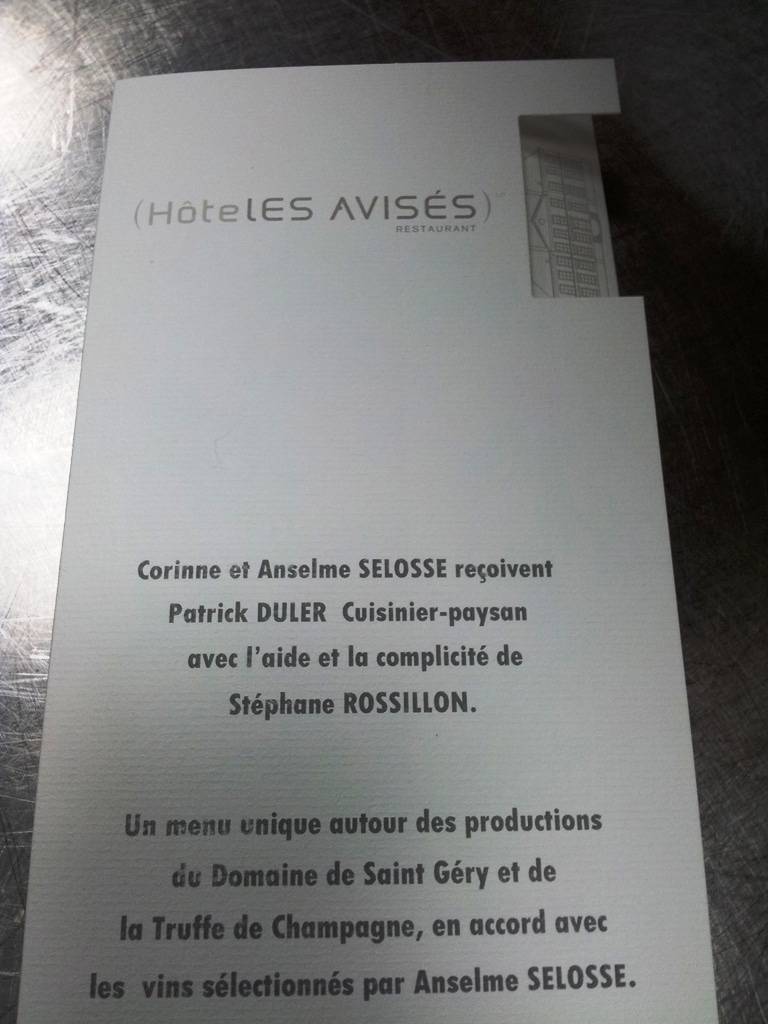 (HôteLES AVISÉS)
RESTAURANT
Corinne et Anselme SELOSSE reçoivent
Patrick DULER Cuisinier-paysan
avec l'aide et la complicité de
Stéphane ROSSILLON.
Un menu unique autour des productions
du Domaine de Saint Géry et de
la Truffe de Champagne, en accord avec
les vins sélectionnés par Anselme SELOSSE.